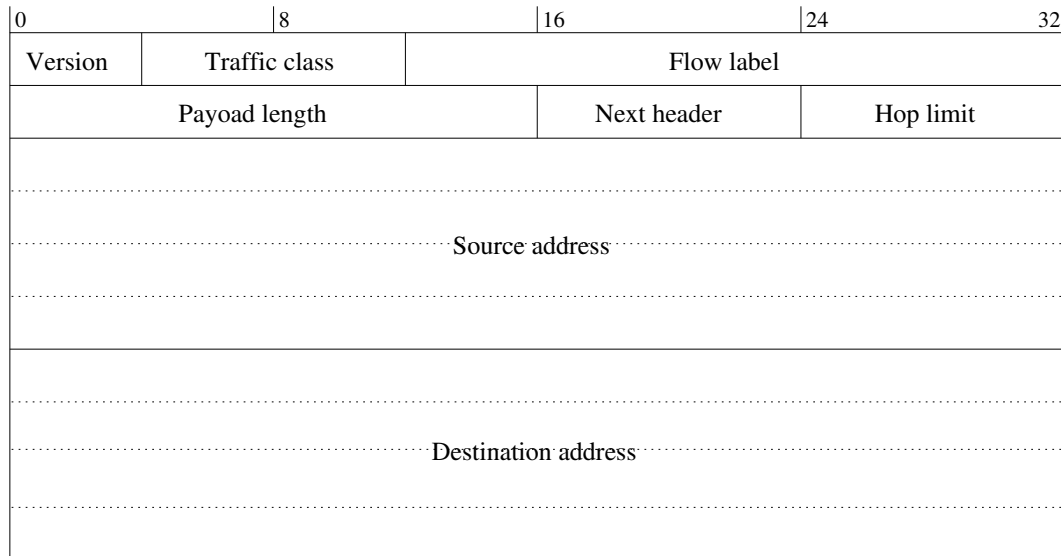 0 8 16 24 32
Version Traffic class Flow label
Payoad length Next header Hop limit
Source address
Destination address